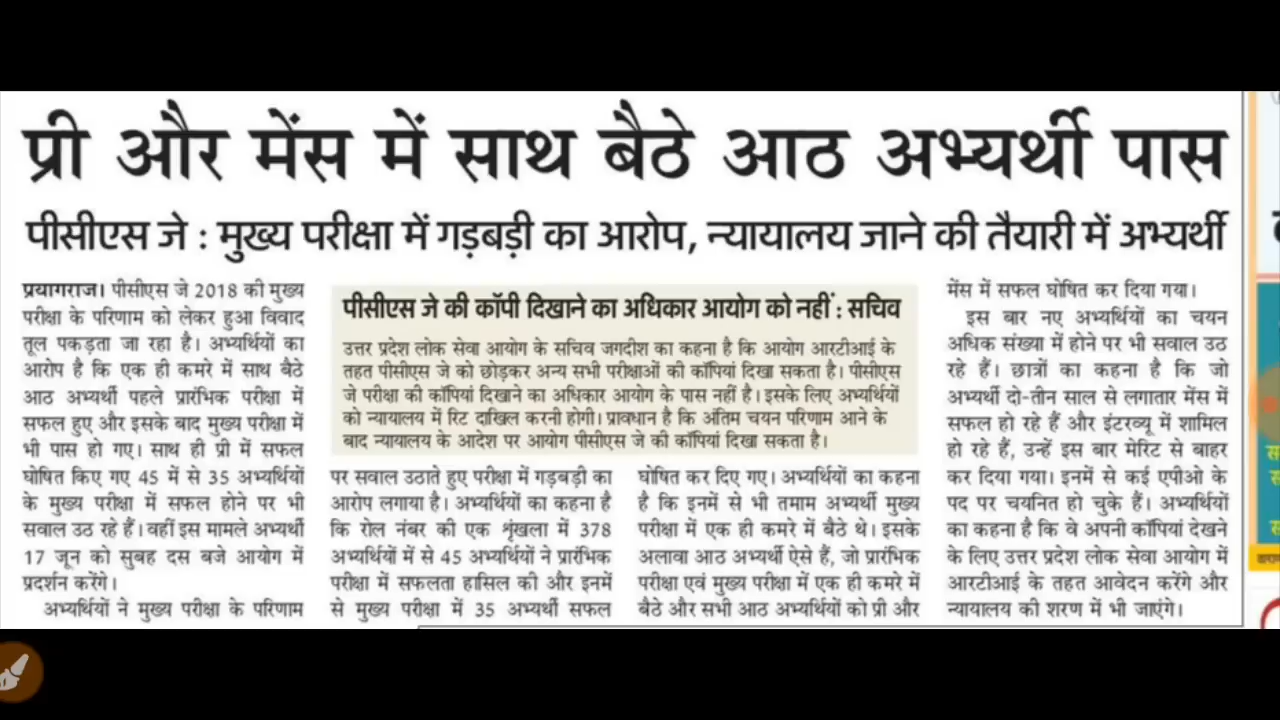 प्री और मेंस में साथ बैठे आठ अभ्यर्थी पास
पीसीएस जे : मुख्य परीक्षा में गड़बड़ी का आरोप, न्यायालय जाने की तैयारी में अभ्यर्थी
प्रयागराज। पीसीएस जे 2018 की मुख्य
परीक्षा के परिणाम को लेकर हुआ विवाद
तूल पकड़ता जा रहा है। अभ्यर्थियों का
आरोप है कि एक ही कमरे में साथ बैठे
आठ अभ्यर्थी पहले प्रारंभिक परीक्षा में
सफल हुए और इसके बाद मुख्य परीक्षा में
भी पास हो गए। साथ ही प्री में सफल
घोषित किए गए 45 में से 35 अभ्यर्थियों
के मुख्य परीक्षा में सफल होने पर भी
सवाल उठ रहे हैं। वहीं इस मामले अभ्यर्थी
17 जून को सुबह दस बजे आयोग में
प्रदर्शन करेंगे।
अभ्यर्थियों ने मुख्य परीक्षा के परिणाम
पीसीएस जे की कॉपी दिखाने का अधिकार आयोग को नहीं : सचिव
उत्तर प्रदेश लोक सेवा आयोग के सचिव जगदीश का कहना है कि आयोग आरटीआई के
तहत पीसीएस जे को छोड़कर अन्य सभी परीक्षाओं की कॉपियां दिखा सकता है। पीसीएस
जे परीक्षा की कॉपियां दिखाने का अधिकार आयोग के पास नहीं है। इसके लिए अभ्यर्थियों
को न्यायालय में रिट दाखिल करनी होगी। प्रावधान है कि अंतिम चयन परिणाम आने के
बाद न्यायालय के आदेश पर आयोग पीसीएस जे की कॉपियां दिखा सकता है।
पर सवाल उठाते हुए परीक्षा में गड़बड़ी का
आरोप लगाया है। अभ्यर्थियों का कहना है
कि रोल नंबर की एक शृंखला में 378
अभ्यर्थियों में से 45 अभ्यर्थियों ने प्रारंभिक
परीक्षा में सफलता हासिल की और इनमें
से मुख्य परीक्षा में 35 अभ्यर्थी सफल
घोषित कर दिए गए। अभ्यर्थियों का कहना
है कि इनमें से भी तमाम अभ्यर्थी मुख्य
परीक्षा में एक ही कमरे में बैठे थे। इसके
अलावा आठ अभ्यर्थी ऐसे हैं, जो प्रारंभिक
परीक्षा एवं मुख्य परीक्षा में एक ही कमरे में
बैठे और सभी आठ अभ्यर्थियों को प्री और
मेंस में सफल घोषित कर दिया गया।
इस बार नए अभ्यर्थियों का चयन
अधिक संख्या में होने पर भी सवाल उठ
रहे हैं। छात्रों का कहना है कि जो
अभ्यर्थी दो-तीन साल से लगातार मेंस में
सफल हो रहे हैं और इंटरव्यू में शामिल
हो रहे हैं, उन्हें इस बार मेरिट से बाहर
कर दिया गया। इनमें से कई एपीओ के
पद पर चयनित हो चुके हैं। अभ्यर्थियों
का कहना है कि वे अपनी कॉपियां देखने
के लिए उत्तर प्रदेश लोक सेवा आयोग में
आरटीआई के तहत आवेदन करेंगे और
न्यायालय की शरण में भी जाएंगे।